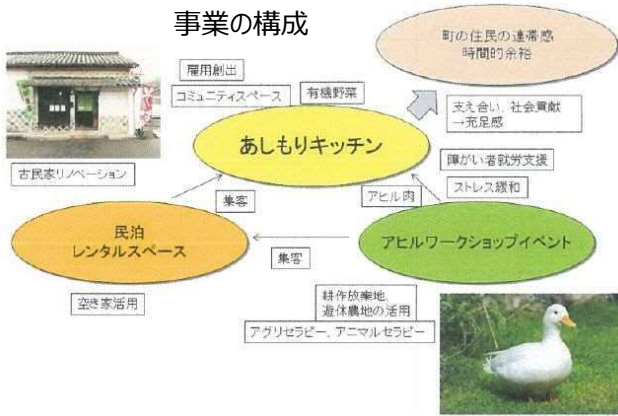 事業の構成
町の住民の連帯感
時間的余裕
雇用創出
コミュニティスペース
有機野菜
支え合い、社会貢献
→充足感
あしもりキッチン
障がい者就労支援
ストレス緩和
古民家リノベーション
集客
アヒル肉
民泊
レンタルスペース
アヒルワークショップイベント
集客
空き家活用
耕作放棄地、
遊休農地の活用
アグリセラピー、アニマルセラピー